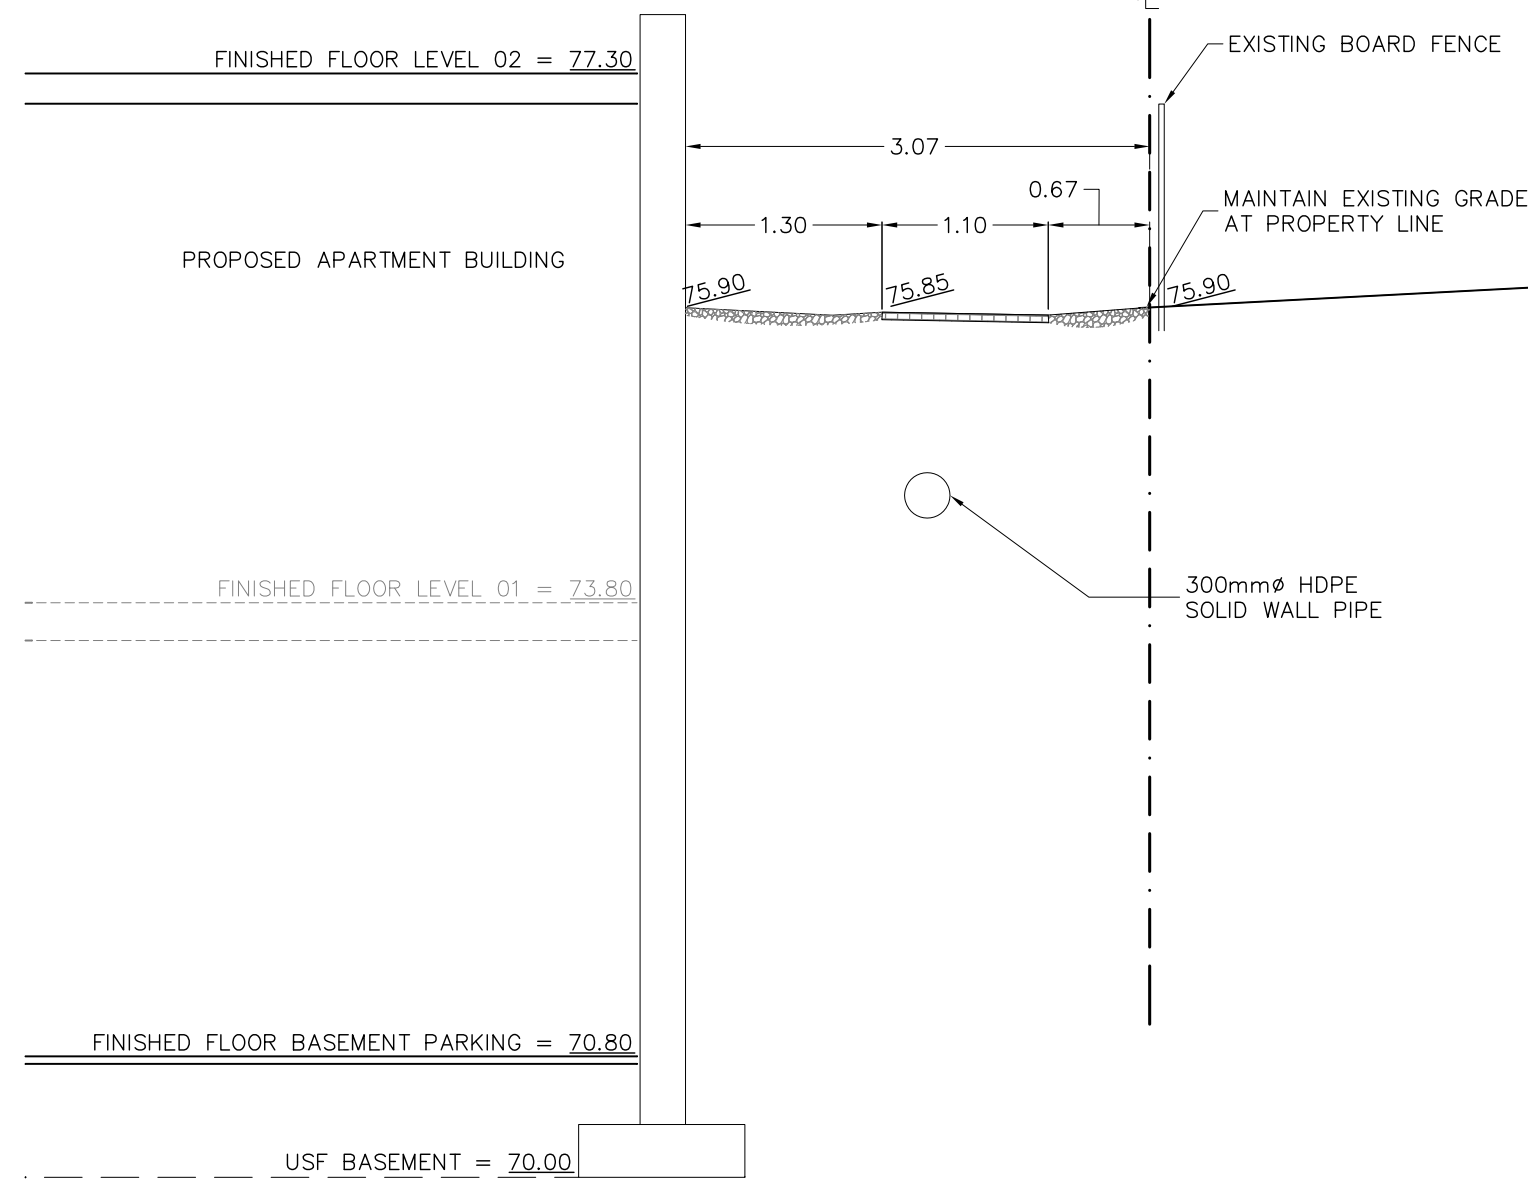 FINISHED FLOOR LEVEL 02 = 77.30
EXISTING BOARD FENCE
3.07
0.67
MAINTAIN EXISTING GRADE
AT PROPERTY LINE
1.30
1.10
PROPOSED APARTMENT BUILDING
75.90
75.85
75.90
FINISHED FLOOR LEVEL 01 = 73.80
300mmø HDPE
SOLID WALL PIPE
FINISHED FLOOR BASEMENT PARKING = 70.80
USF BASEMENT = 70.00